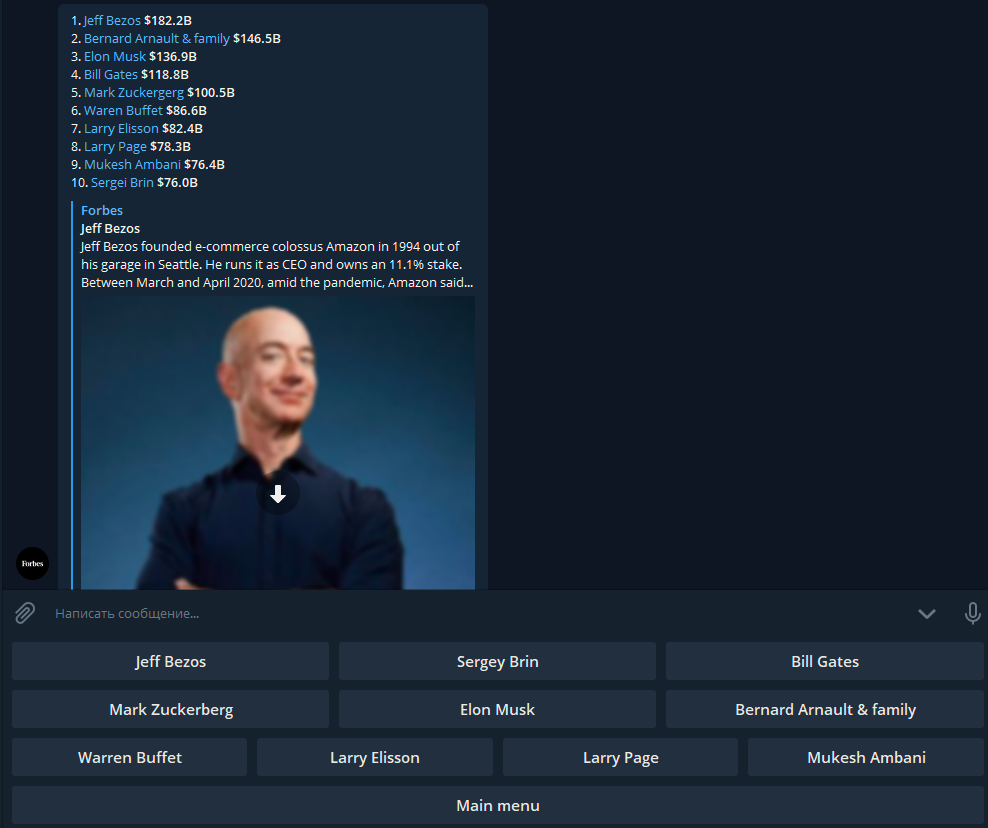 1. Jeff Bezos $182.2B
2. Bernard Arnault & family $146.5B
3. Elon Musk $136.9B
4. Bill Gates $118.8B
5. Mark Zuckergerg $100.5B
6. Waren Buffet $86.6B
7. Larry Elisson $82.4B
8. Larry Page $78.3B
9. Mukesh Ambani $76.4B
10. Sergei Brin $76.0B
Forbes
Jeff Bezos
Jeff Bezos founded e-commerce colossus Amazon in 1994 out of
his garage in Seattle. He runs it as CEO and owns an 11.1% stake.
Between March and April 2020, amid the pandemic, Amazon said...
Forbes
Написать сообщение...
Jeff Bezos Sergey Brin Bill Gates
Mark Zuckerberg Elon Musk Bernard Arnault & family
Warren Buffet Larry Elisson Larry Page Mukesh Ambani
Main menu